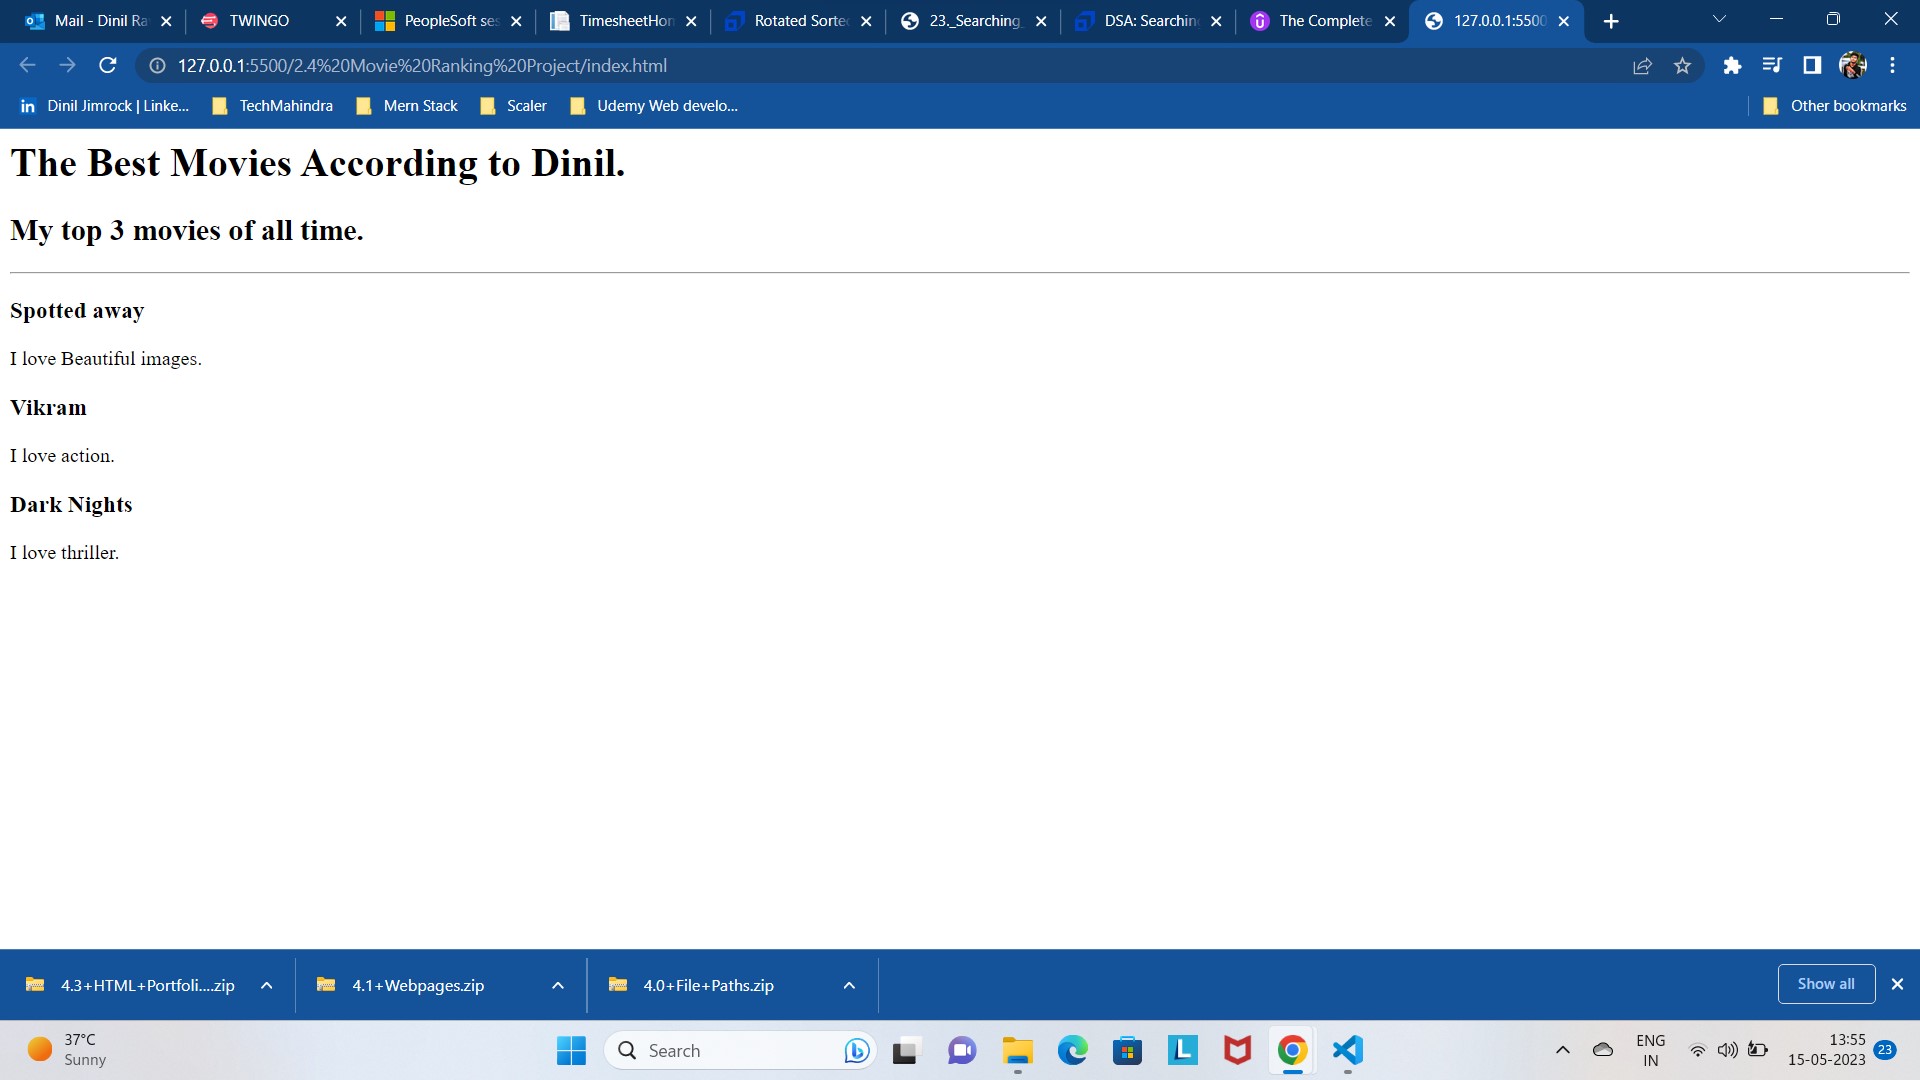 Mail - Dinil Ra
TWINGO
PeopleSoft ses
TimesheetHon
Rotated Sorte
23._Searching_
DSA: Searchin
The Complete
127.0.0.1:5500
127.0.0.1:5500/2.4%20Movie%20Ranking%20Project/index.html
in Dinil Jimrock | Linke...
TechMahindra
Mern Stack
Scaler
Udemy Web develo...
Other bookmarks
The Best Movies According to Dinil.
My top 3 movies of all time.
Spotted away
I love Beautiful images.
Vikram
I love action.
Dark Nights
I love thriller.
4.3+HTML+Portfoli....zip
4.1+Webpages.zip
4.0+File+Paths.zip
Show all
37°C
Sunny
Search
L
ENG
IN
13:55
15-05-2023
23